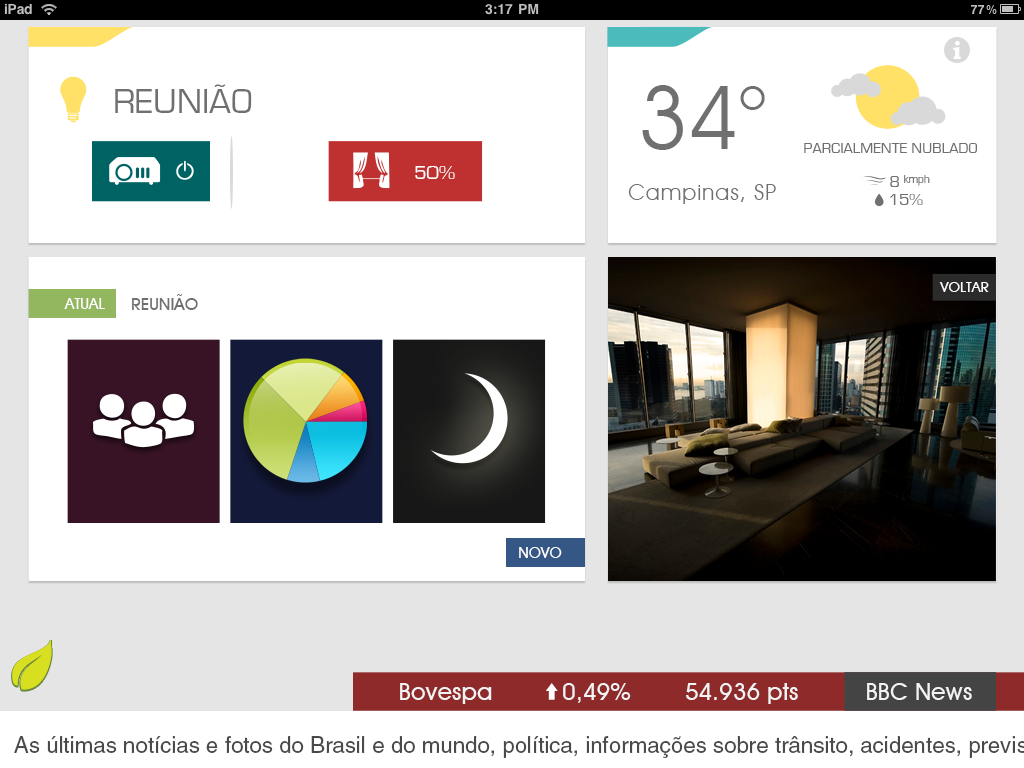 iPad 3:17 PM 77%
REUNIÃO
50%
34°
PARCIALMENTE NUBLADO
8 kmph
15%
Campinas, SP
ATUAL REUNIÃO
NOVO
VOLTAR
Bovespa 0,49% 54.936 pts BBC News
As últimas notícias e fotos do Brasil e do mundo, política, informações sobre trânsito, acidentes, previs